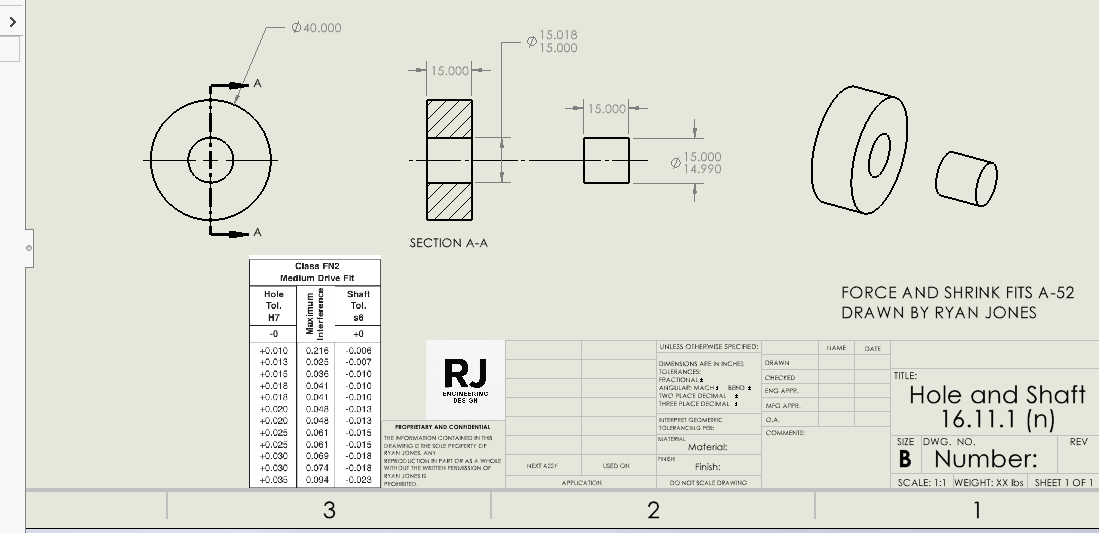 Ø40.000
A
A
15.000
Ø 15.018
15.000
15.000
Ø 15.000
14.990
SECTION A-A
Class FN2
Medium Drive Fit
Hole Tol. H7
Maximum Interference
Shaft Tol. s6
-0 +0
+0.010 0.216 -0.006
+0.013 0.025 -0.007
+0.015 0.036 -0.010
+0.018 0.041 -0.010
+0.018 0.041 -0.010
+0.020 0.048 -0.013
+0.020 0.048 -0.013
+0.025 0.061 -0.015
+0.025 0.061 -0.015
+0.030 0.069 -0.018
+0.030 0.074 -0.018
+0.035 0.094 -0.023
FORCE AND SHRINK FITS A-52
DRAWN BY RYAN JONES
RJ
ENGINEERING
DESIGN
PROPRIETARY AND CONFIDENTIAL
THE INFORMATION CONTAINED IN THIS
DRAWING IS THE SOLE PROPERTY OF
RYAN JONES. ANY
REPRODUCTION IN PART OR AS A WHOLE
WITHOUT THE WRITTEN PERMISSION OF
RYAN JONES IS
PROHIBITED.
NEXT ASSY USED ON
APPLICATION
UNLESS OTHERWISE SPECIFIED:
DIMENSIONS ARE IN INCHES
TOLERANCES:
FRACTIONAL ±
ANGULAR: MACH ± BEND ±
TWO PLACE DECIMAL ±
THREE PLACE DECIMAL ±
INTERPRET GEOMETRIC
TOLERANCING PER:
MATERIAL
Material:
FINISH
Finish:
DO NOT SCALE DRAWING
NAME DATE
DRAWN
CHECKED
ENG APPR.
MFG APPR.
Q.A.
COMMENTS:
TITLE:
Hole and Shaft
16.11.1 (n)
SIZE DWG. NO. REV
B Number:
SCALE: 1:1 WEIGHT: XX lbs SHEET 1 OF 1
3 2 1